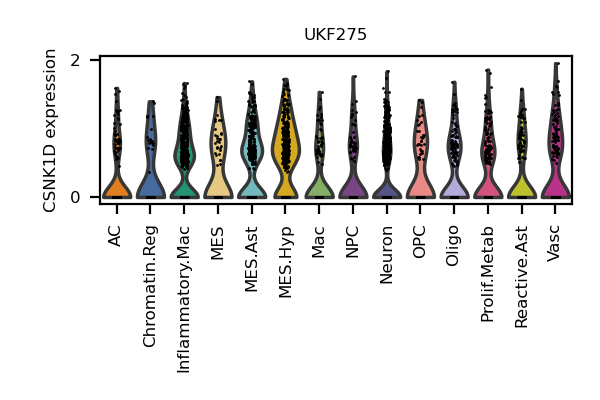 UKF275
CSNK1D expression
2
0
AC
Chromatin.Reg
Inflammatory.Mac
MES
MES.Ast
MES.Hyp
Mac
NPC
Neuron
OPC
Oligo
Prolif.Metab
Reactive.Ast
Vasc